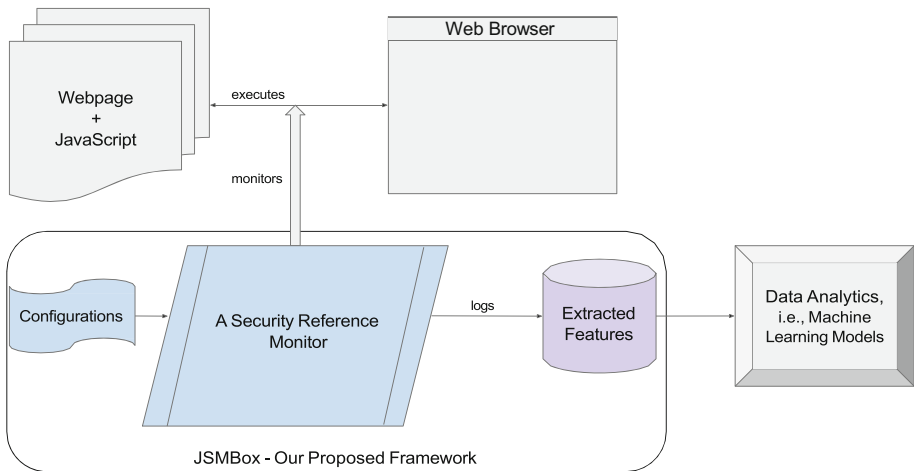 Web Browser
Webpage
+
JavaScript
executes
monitors
Configurations
A Security Reference
Monitor
logs
Extracted
Features
Data Analytics,
i.e., Machine
Learning Models
JSMBox - Our Proposed Framework